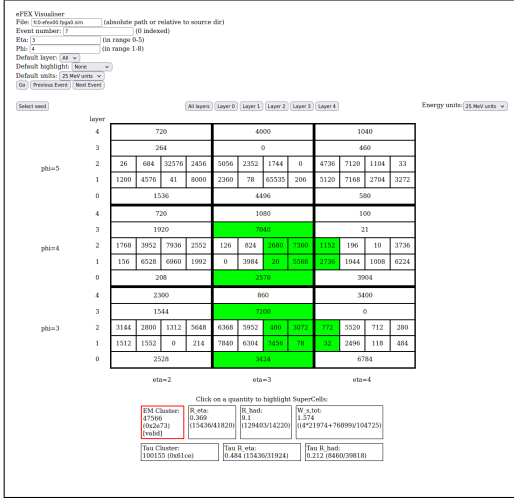 eFEX Visualiser
File: fc0-efex00.fpga0.sim (absolute path or relative to source dir)
Event number: 7 (0 indexed)
Eta: 3 (in range 0-5)
Phi: 4 (in range 1-8)
Default layer: All
Default highlight: None
Default units: 25 MeV units
Go Previous Event Next Event
Select seed All layers Layer 0 Layer 1 Layer 2 Layer 3 Layer 4 Energy units: 25 MeV units
layer
4 720 4000 1040
3 264 0 460
phi=5
2 26 684 32576 2456 5056 2352 1744 0 4736 7120 1104 33
1 1200 4576 41 8000 2360 78 65535 206 5120 7168 2704 3272
0 1536 4496 580
4 720 1080 100
3 1920 7040 21
phi=4
2 1768 3952 7936 2552 126 824 2680 7360 1152 196 10 3736
1 156 6528 6960 1992 0 3984 20 5568 2736 1944 1008 6224
0 208 2576 3904
4 2300 860 3400
3 1544 7200 0
phi=3
2 3144 2800 1312 5648 6368 5952 400 3072 772 5520 712 280
1 1512 1552 0 214 7840 6304 3456 78 32 2496 118 484
0 2528 3424 6784
eta=2 eta=3 eta=4
Click on a quantity to highlight SuperCells:
EM Cluster:
47566
(0x2e73)
[valid]
R_eta:
0.369
(15436/41820)
R_had:
9.1
(129403/14220)
W_s,tot:
1.574
((4*21974+76899)/104725)
Tau Cluster:
100155 (0x61ce)
Tau R_eta:
0.484 (15436/31924)
Tau R_had:
0.212 (8460/39818)